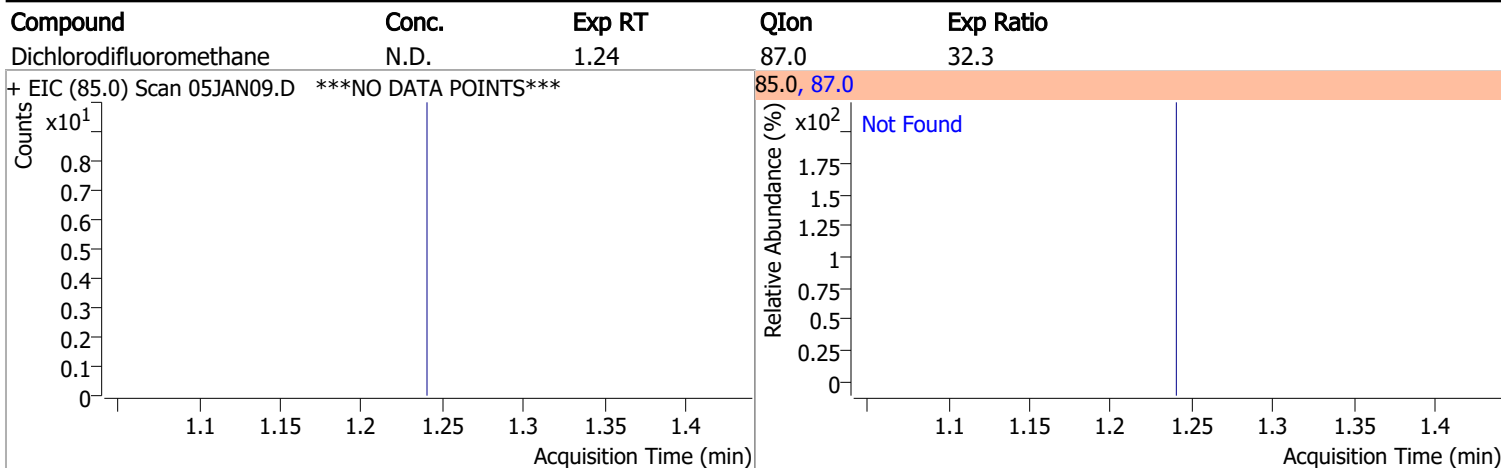 Compound Conc. Exp RT QIon Exp Ratio
Dichlorodifluoromethane N.D. 1.24 87.0 32.3
+ EIC (85.0) Scan 05JAN09.D ***NO DATA POINTS***
Counts
x10¹
0.8
0.7
0.6
0.5
0.4
0.3
0.2
0.1
0
1.1 1.15 1.2 1.25 1.3 1.35 1.4
Acquisition Time (min)
85.0, 87.0
Relative Abundance (%)
x10²
Not Found
1.75
1.5
1.25
1
0.75
0.5
0.25
0
1.1 1.15 1.2 1.25 1.3 1.35 1.4
Acquisition Time (min)